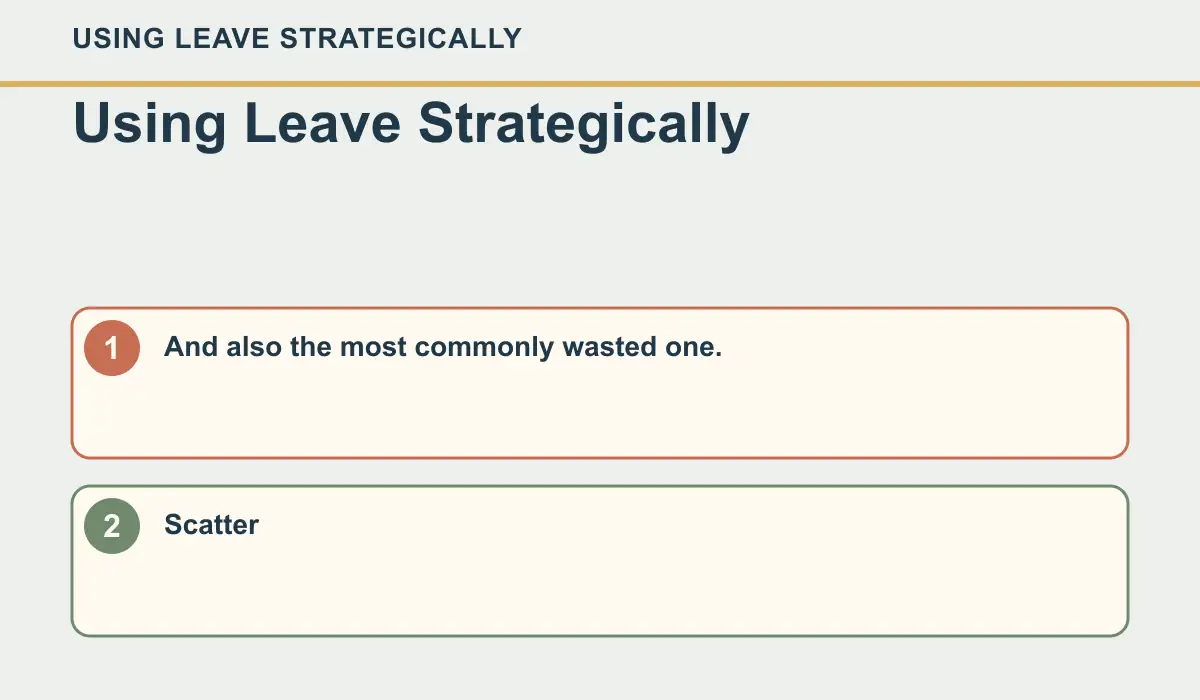 USING LEAVE STRATEGICALLY
Using Leave Strategically
1
And also the most commonly wasted one.
2
Scatter